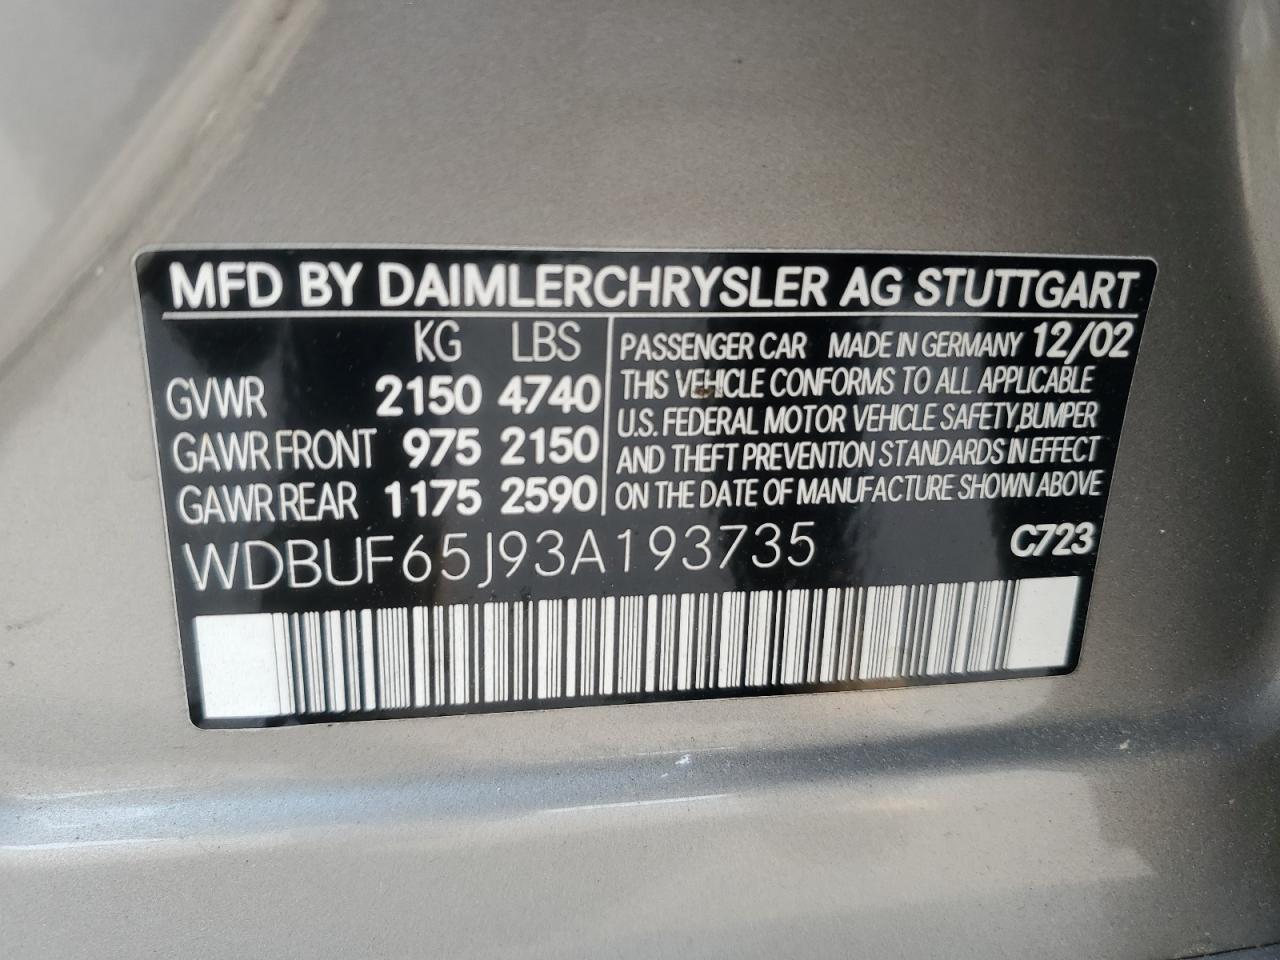 MFD BY DAIMLERCHRYSLER AG STUTTGART
KG LBS
GVWR 2150 4740
GAWR FRONT 975 2150
GAWR REAR 1175 2590
PASSENGER CAR MADE IN GERMANY 12/02
THIS VEHICLE CONFORMS TO ALL APPLICABLE
U.S. FEDERAL MOTOR VEHICLE SAFETY,BUMPER
AND THEFT PREVENTION STANDARDS IN EFFECT
ON THE DATE OF MANUFACTURE SHOWN ABOVE
WDBUF65J93A193735 C723